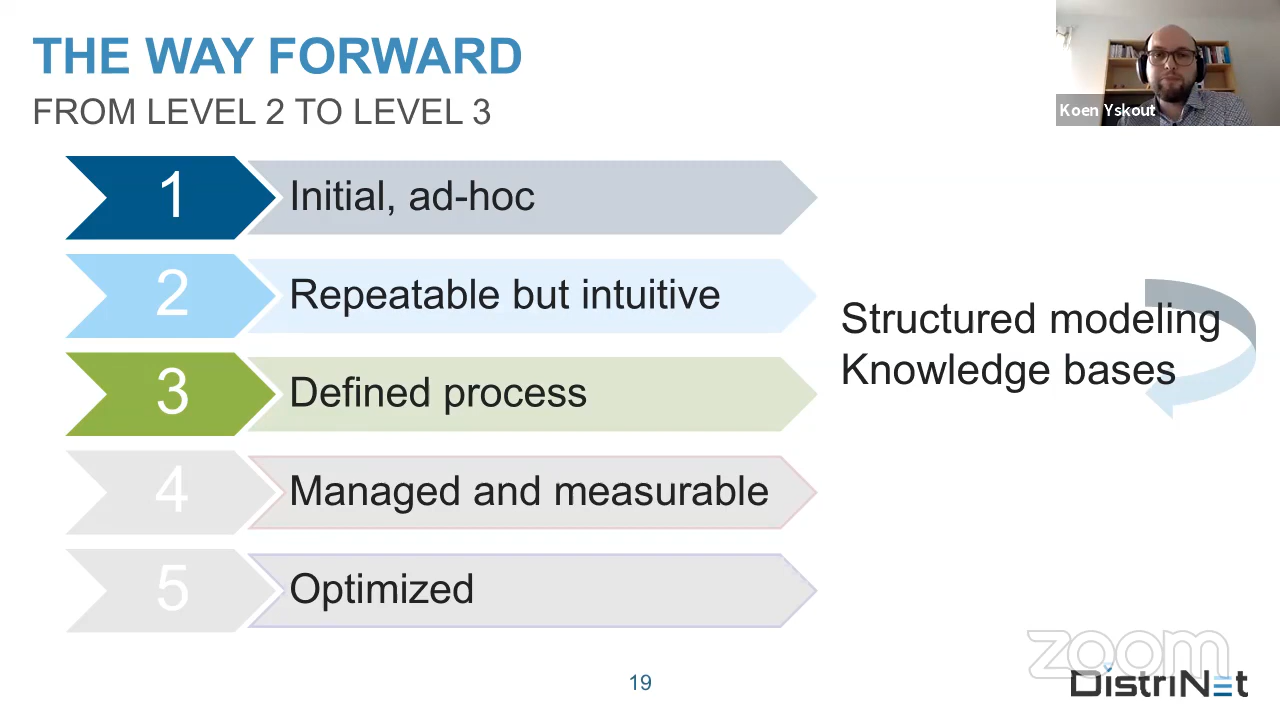 THE WAY FORWARD
FROM LEVEL 2 TO LEVEL 3
Koen Yskout
1
Initial, ad-hoc
2
Repeatable but intuitive
3
Defined process
4
Managed and measurable
5
Optimized
Structured modeling
Knowledge bases
19
zoom
DistriNet